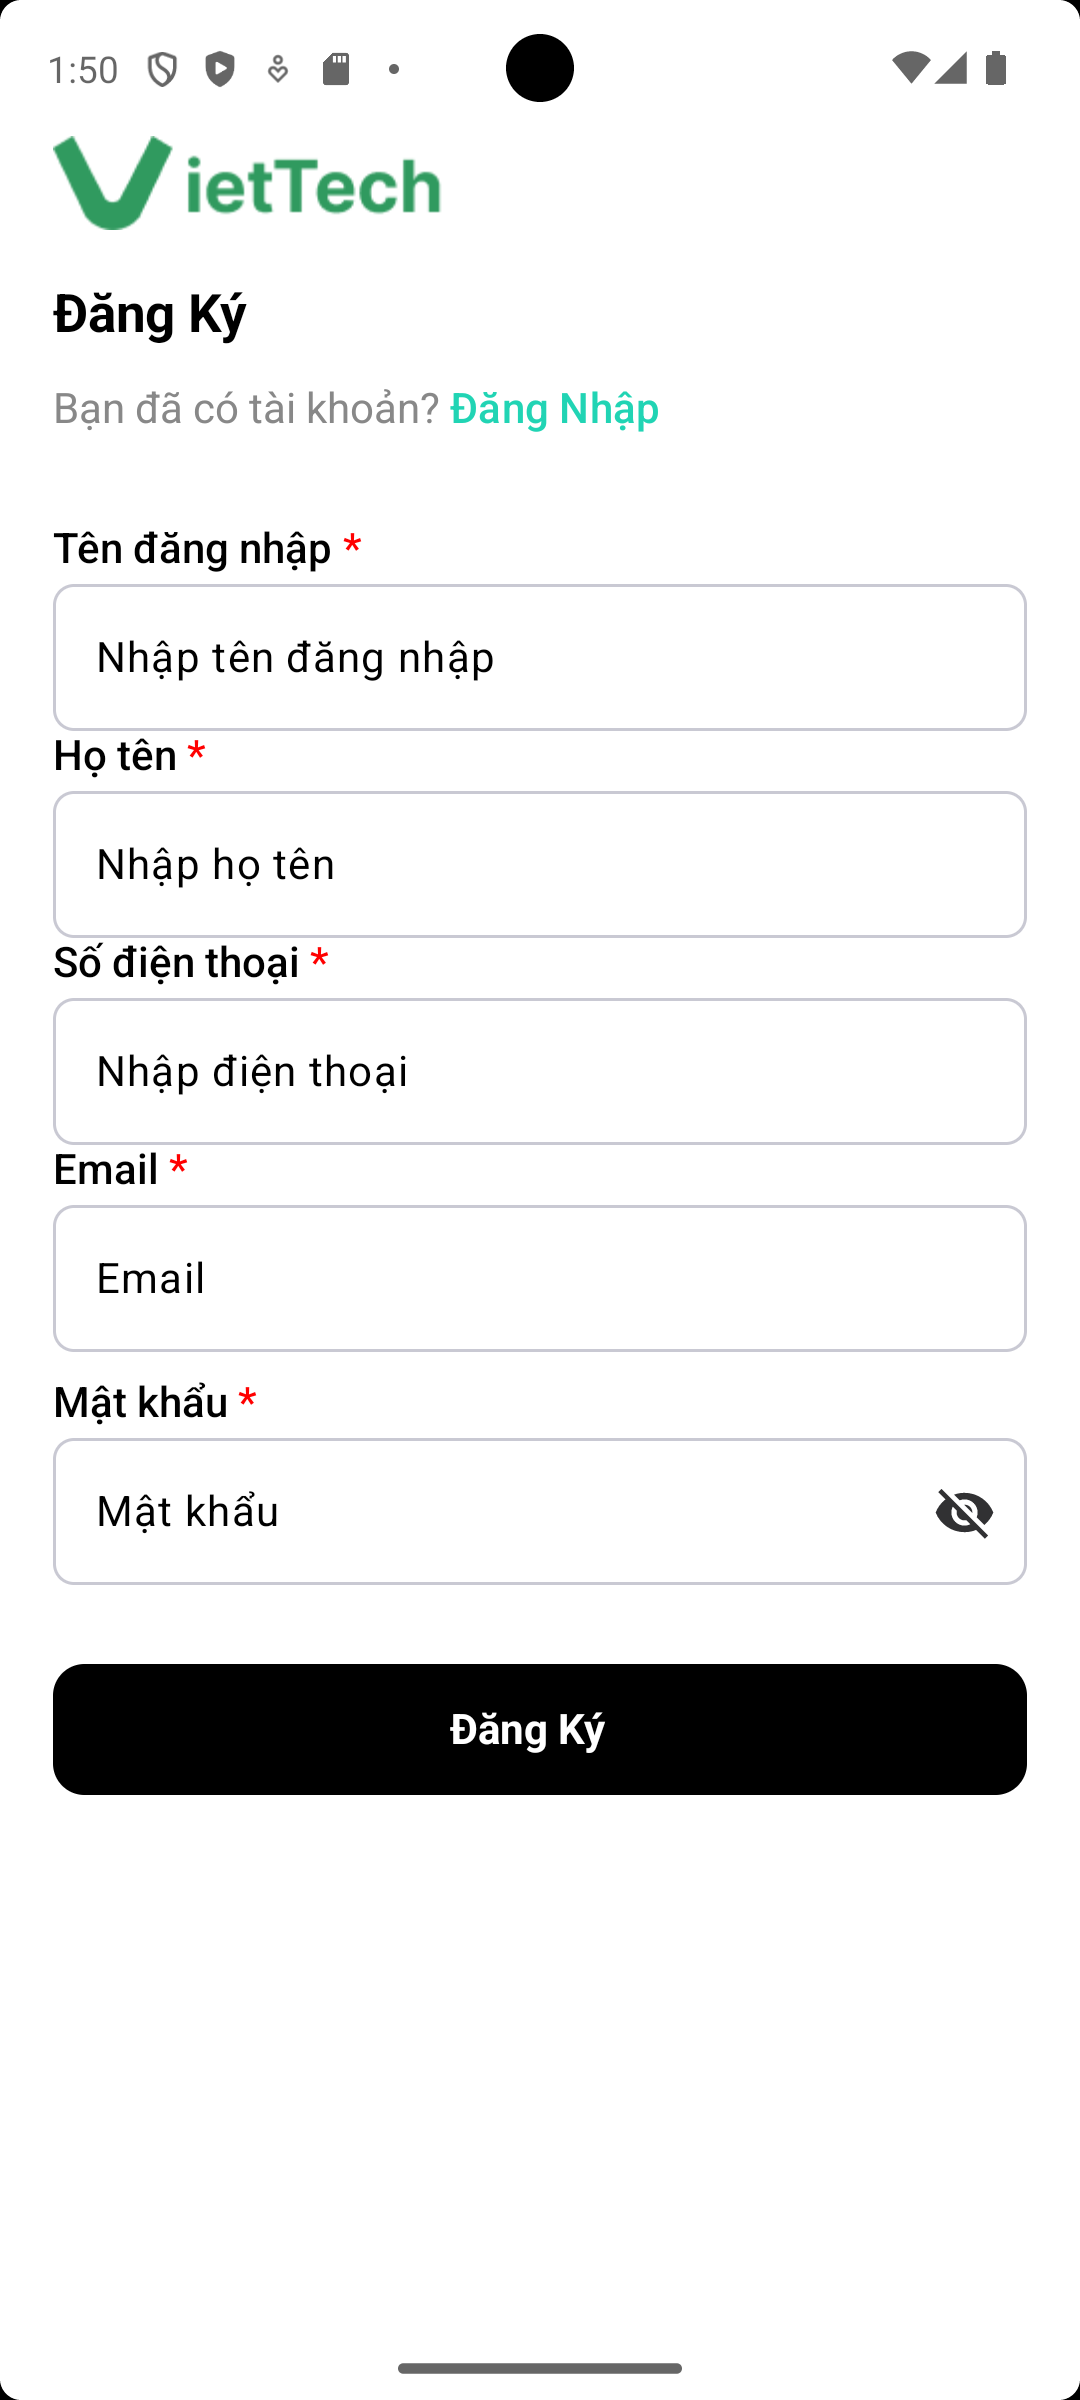 1:50
VietTech
Đăng Ký
Bạn đã có tài khoản? Đăng Nhập
Tên đăng nhập *
Nhập tên đăng nhập
Họ tên *
Nhập họ tên
Số điện thoại *
Nhập điện thoại
Email *
Email
Mật khẩu *
Mật khẩu
Đăng Ký